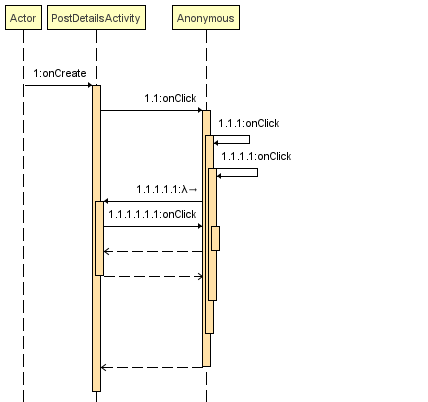 Actor PostDetailsActivity Anonymous
1:onCreate
1.1:onClick
1.1.1:onClick
1.1.1.1:onClick
1.1.1.1.1:λ→
1.1.1.1.1.1:onClick